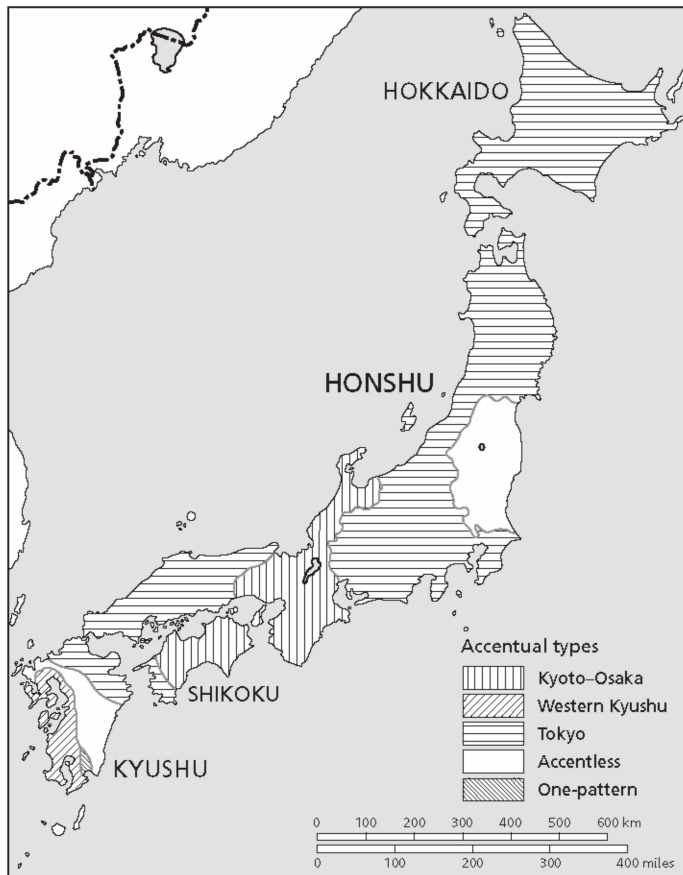 HOKKAIDO
HONSHU
SHIKOKU
KYUSHU
Accentual types
Kyoto–Osaka
Western Kyushu
Tokyo
Accentless
One-pattern
0 100 200 300 400 500 600 km
0 100 200 300 400 miles